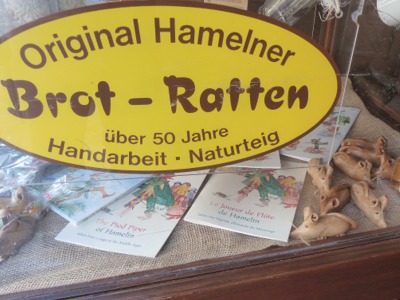 Original Hamelner
Brot-Ratten
über 50 Jahre
Handarbeit · Naturteig
The Pied Piper
of Hamelin
Le Joueur de Flûte
de Hamelin